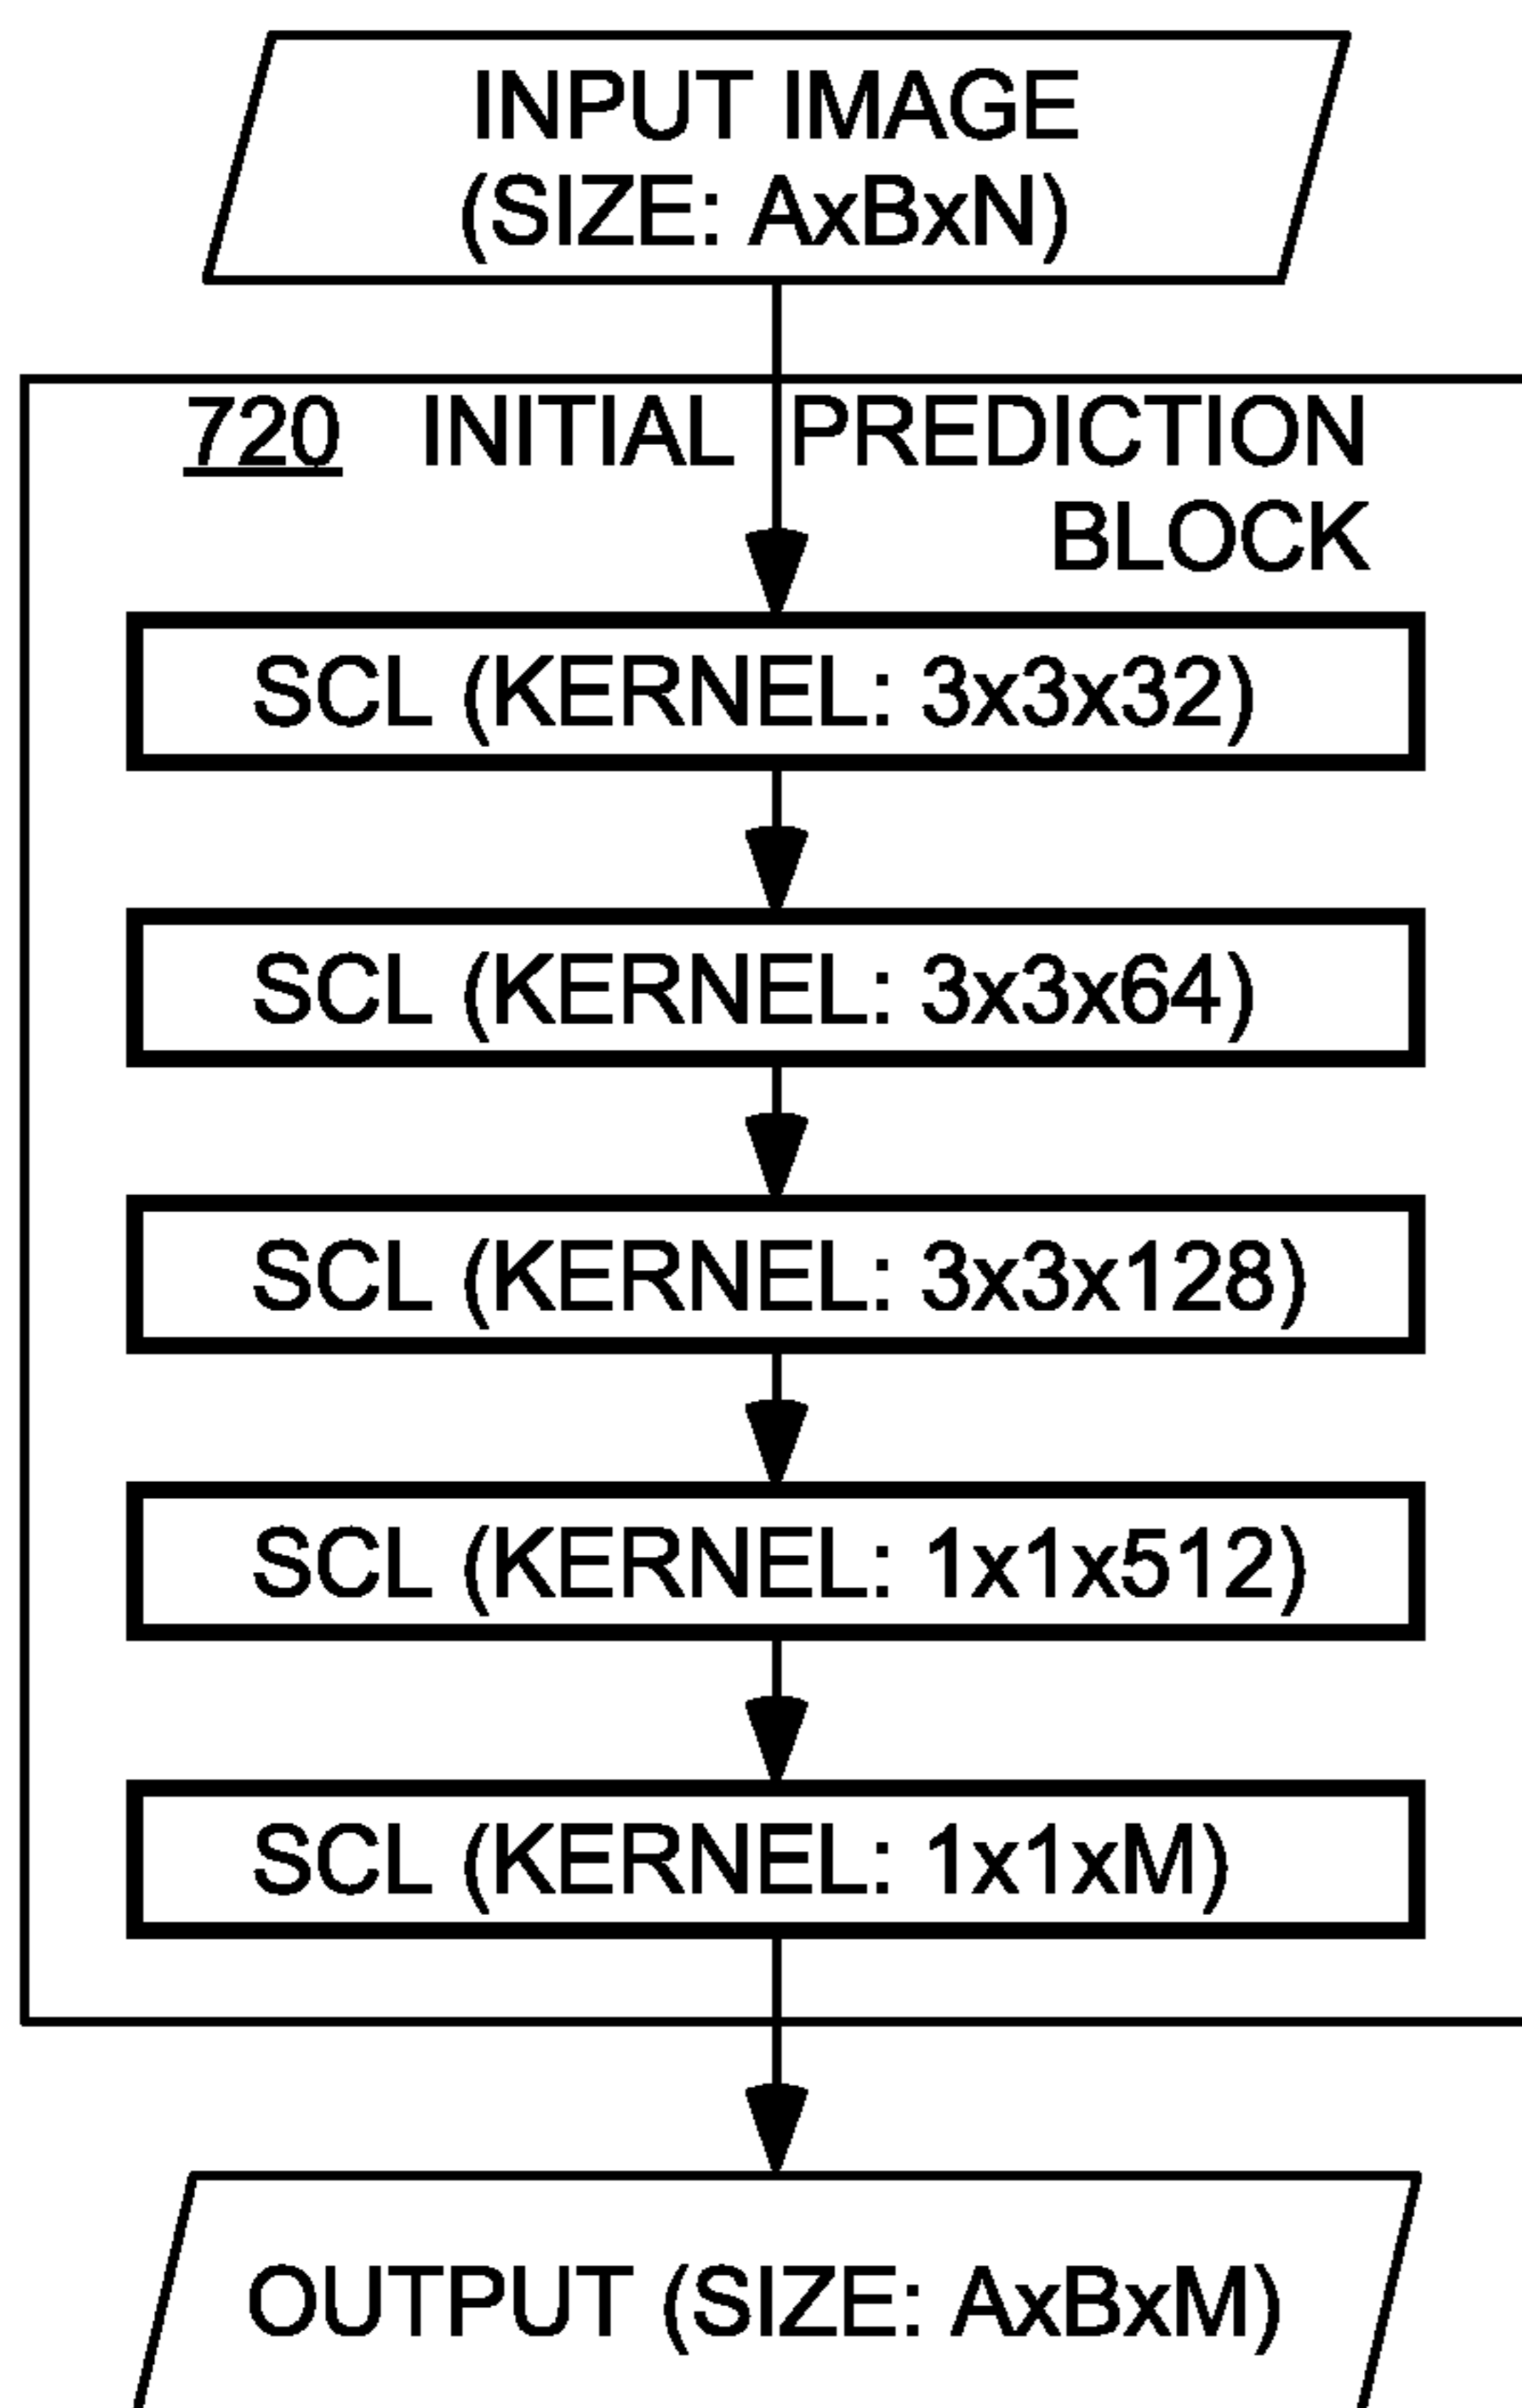 INPUT IMAGE
(SIZE: AxBxN)
720 INITIAL PREDICTION
BLOCK
SCL (KERNEL: 3x3x32)
SCL (KERNEL: 3x3x64)
SCL (KERNEL: 3x3x128)
SCL (KERNEL: 1x1x512)
SCL (KERNEL: 1x1xM)
OUTPUT (SIZE: AxBxM)